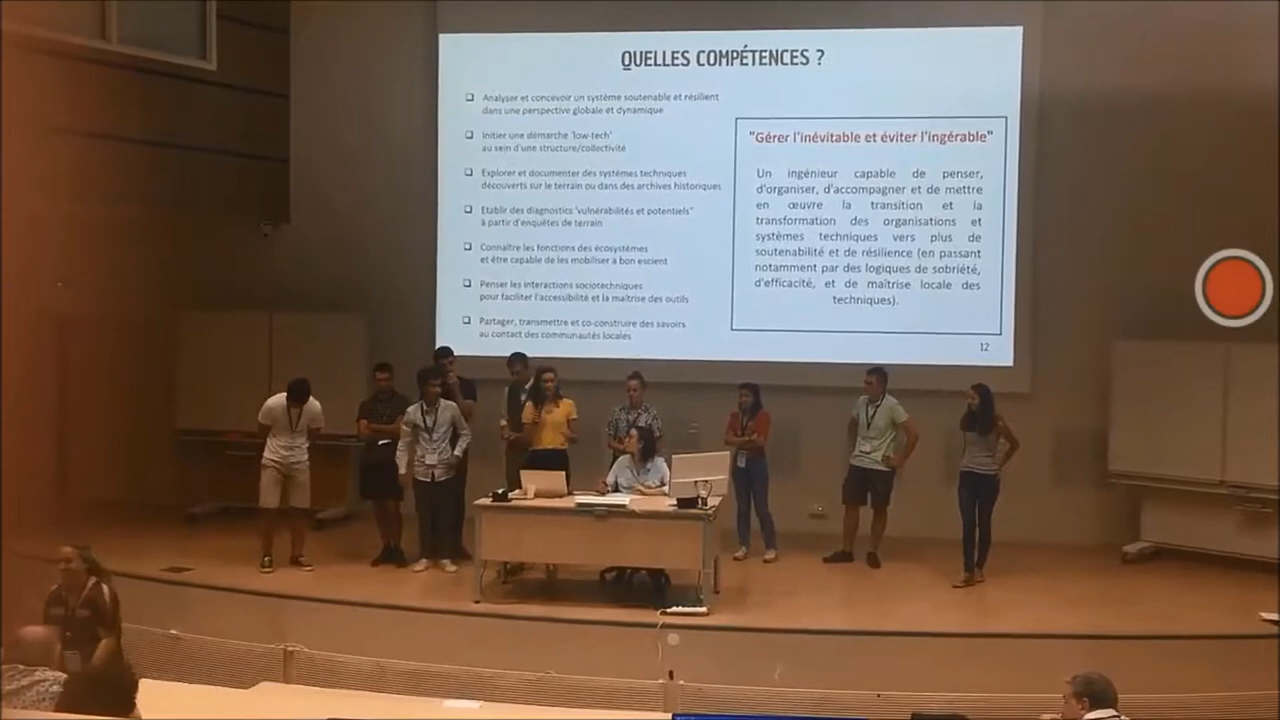 QUELLES COMPÉTENCES ?
Analyser et concevoir un système soutenable et résilient
dans une perspective globale et dynamique
Initier une démarche 'low-tech'
au sein d'une structure/collectivité
Explorer et documenter des systèmes techniques
découverts sur le terrain ou dans des archives historiques
Etablir des diagnostics 'vulnérabilités et potentiels"
à partir d'enquêtes de terrain
Connaître les fonctions des écosystèmes
et être capable de les mobiliser à bon escient
Penser les interactions sociotechniques
pour faciliter l'accessibilité et la maîtrise des outils
Partager, transmettre et co-construire des savoirs
au contact des communautés locales
"Gérer l'inévitable et éviter l'ingérable"
Un ingénieur capable de penser,
d'organiser, d'accompagner et de mettre
en œuvre la transition et la
transformation des organisations et
systèmes techniques vers plus de
soutenabilité et de résilience (en passant
notamment par des logiques de sobriété,
d'efficacité, et de maîtrise locale des
techniques).
12